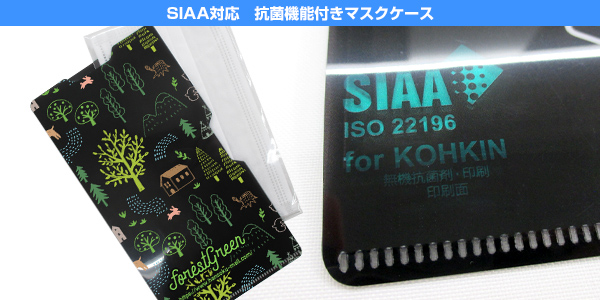 SIAA対応　抗菌機能付きマスクケース
forestGreen
SIAA
ISO 22196
for KOHKIN
無機抗菌剤・印刷
印刷面